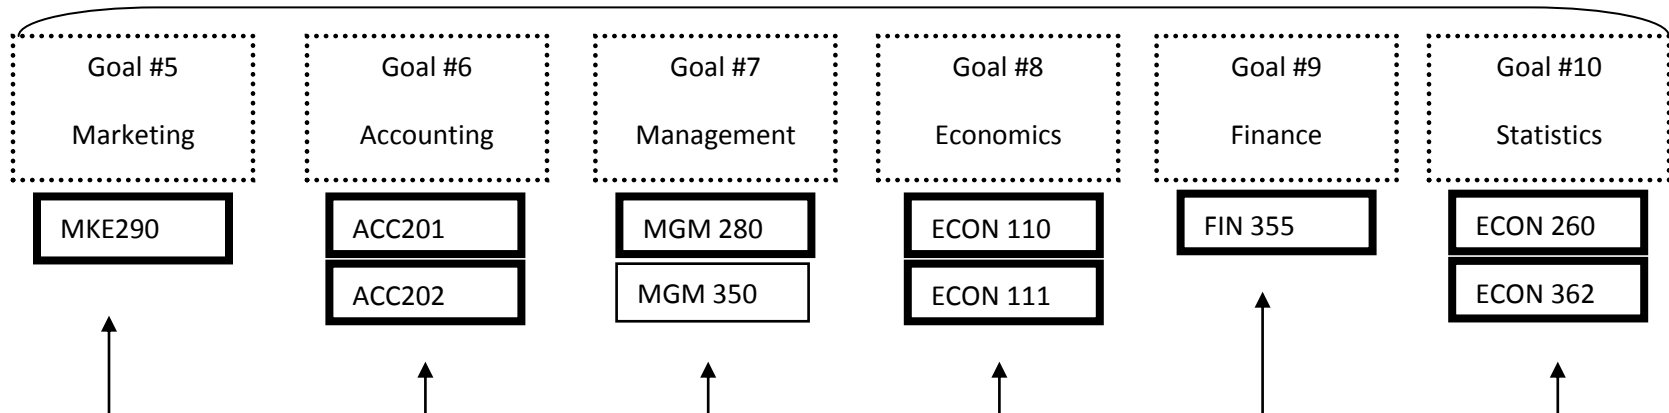 Goal #5
Marketing
MKE290
Goal #6
Accounting
ACC201
ACC202
Goal #7
Management
MGM 280
MGM 350
Goal #8
Economics
ECON 110
ECON 111
Goal #9
Finance
FIN 355
Goal #10
Statistics
ECON 260
ECON 362